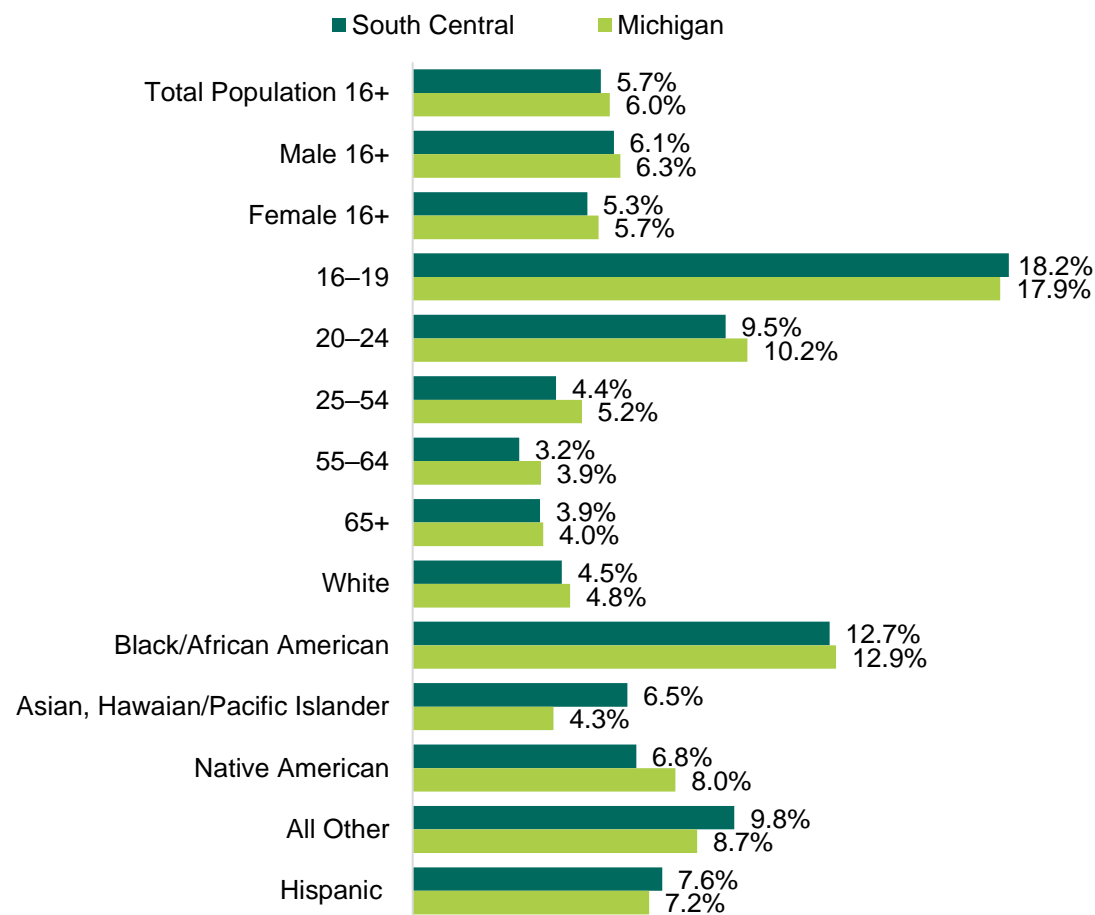 South Central Michigan
Total Population 16+ 5.7%
6.0%
Male 16+ 6.1%
6.3%
Female 16+ 5.3%
5.7%
16–19 18.2%
17.9%
20–24 9.5%
10.2%
25–54 4.4%
5.2%
55–64 3.2%
3.9%
65+ 3.9%
4.0%
White 4.5%
4.8%
Black/African American 12.7%
12.9%
Asian, Hawaian/Pacific Islander 6.5%
4.3%
Native American 6.8%
8.0%
All Other 9.8%
8.7%
Hispanic 7.6%
7.2%